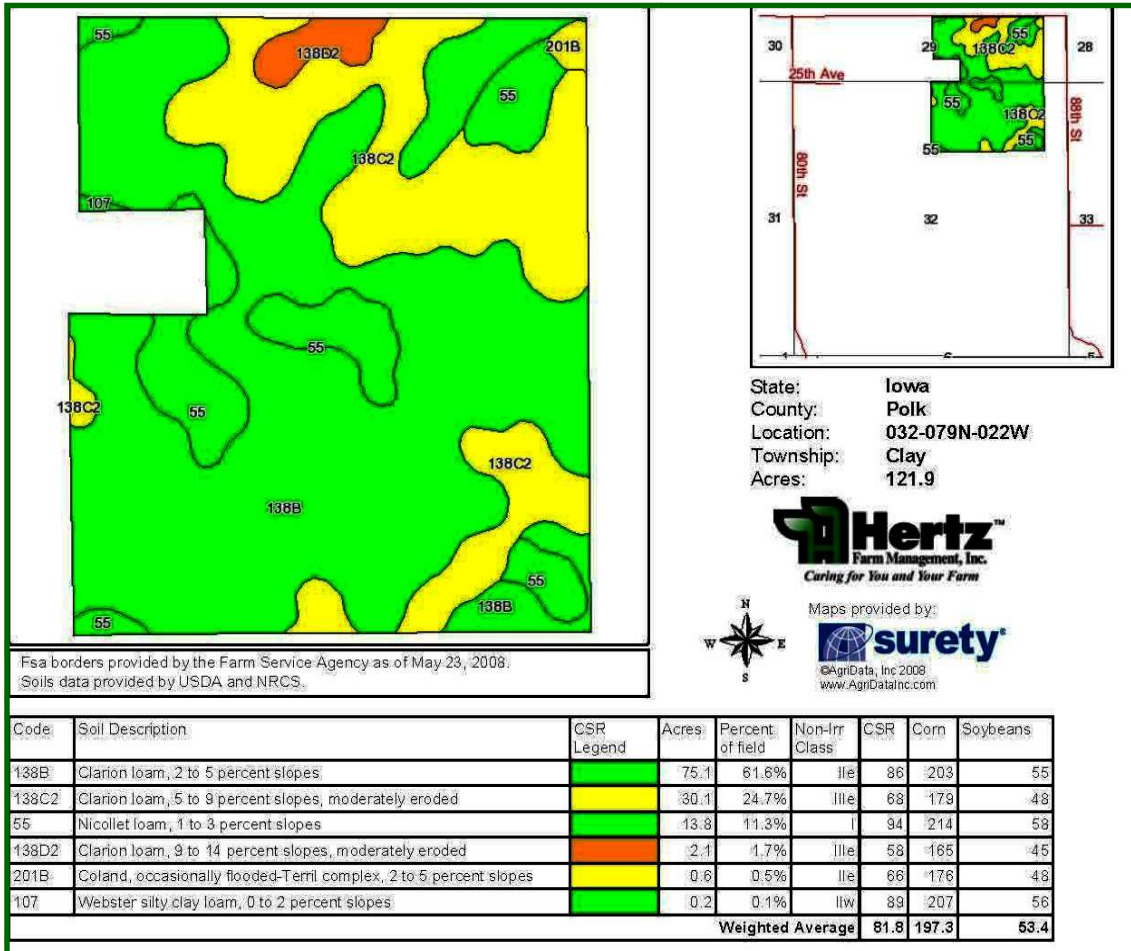 55
138D2
201B
55
138C2
107
55
55
138C2
138C2
138B
55
138B
55
30
29
55
28
138C2
25th Ave
55
138C2
88th St
80th St
55
55
31
32
33
6
5
State: Iowa
County: Polk
Location: 032-079N-022W
Township: Clay
Acres: 121.9
Hertz™
Farm Management, Inc.
Caring for You and Your Farm
N
W E
S
Maps provided by:
surety®
©AgriData, Inc 2008
www.AgriDataInc.com
Fsa borders provided by the Farm Service Agency as of May 23, 2008.
Soils data provided by USDA and NRCS.
Code Soil Description CSR Legend Acres Percent of field Non-Irr Class CSR Corn Soybeans
138B Clarion loam, 2 to 5 percent slopes 75.1 61.6% IIe 86 203 55
138C2 Clarion loam, 5 to 9 percent slopes, moderately eroded 30.1 24.7% IIIe 68 179 48
55 Nicollet loam, 1 to 3 percent slopes 13.8 11.3% I 94 214 58
138D2 Clarion loam, 9 to 14 percent slopes, moderately eroded 2.1 1.7% IIIe 58 165 45
201B Coland, occasionally flooded-Terril complex, 2 to 5 percent slopes 0.6 0.5% IIe 66 176 48
107 Webster silty clay loam, 0 to 2 percent slopes 0.2 0.1% IIw 89 207 56
Weighted Average 81.8 197.3 53.4